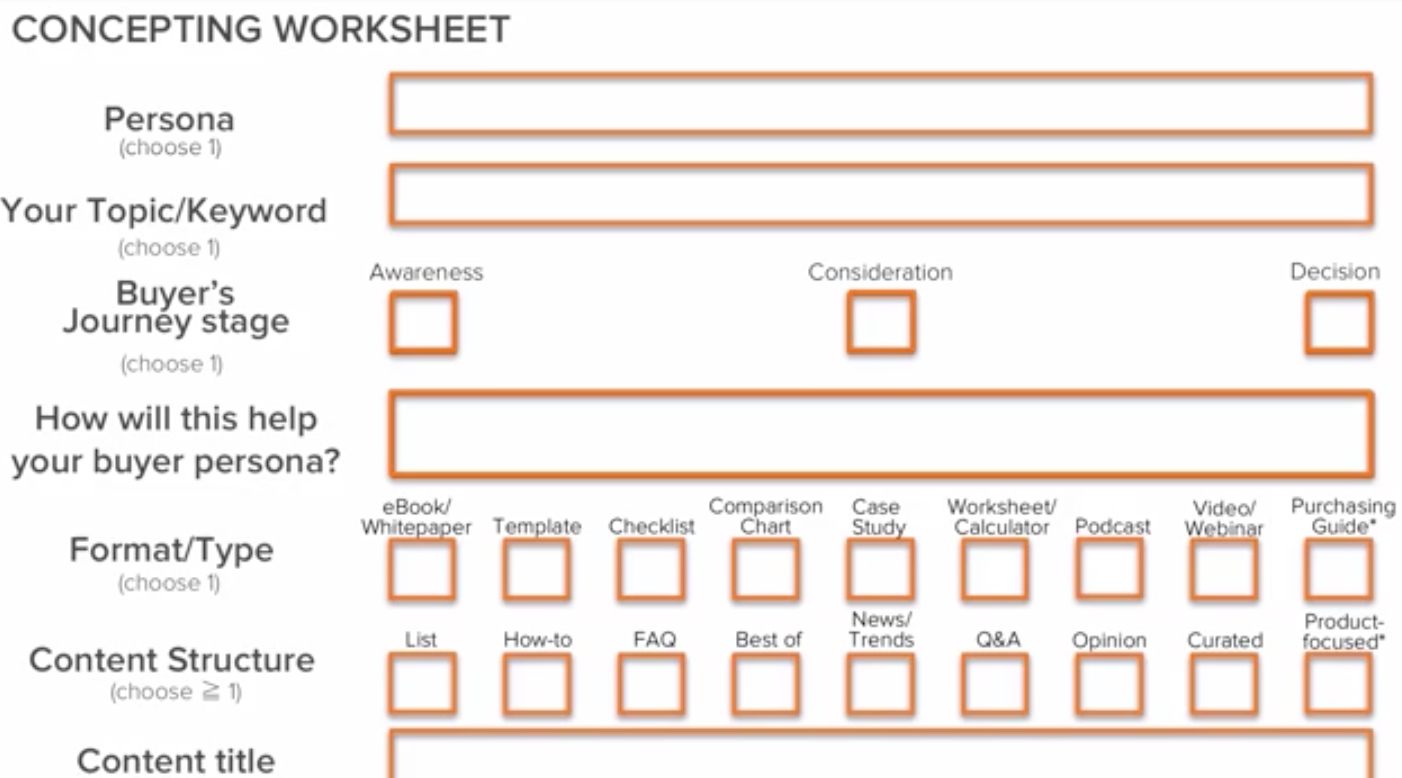 CONCEPTING WORKSHEET
Persona
(choose 1)
Your Topic/Keyword
(choose 1)
Buyer's
Journey stage
(choose 1)
Awareness
Consideration
Decision
How will this help
your buyer persona?
Format/Type
(choose 1)
eBook/
Whitepaper
Template
Checklist
Comparison
Chart
Case
Study
Worksheet/
Calculator
Podcast
Video/
Webinar
Purchasing
Guide*
Content Structure
(choose ≧ 1)
List
How-to
FAQ
Best of
News/
Trends
Q&A
Opinion
Curated
Product-
focused*
Content title